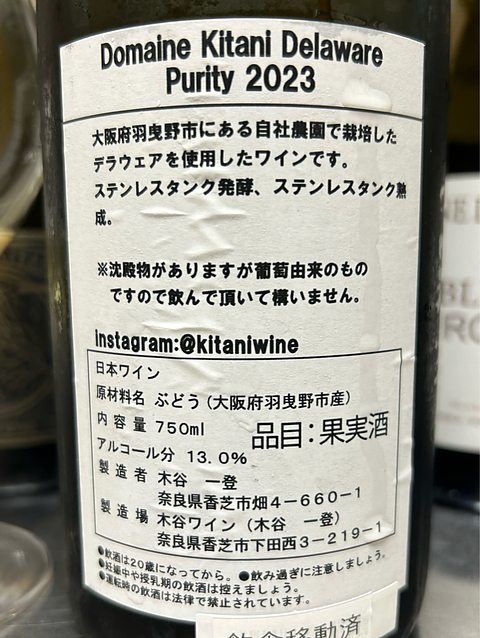 Domaine Kitani Delaware
Purity 2023
大阪府羽曳野市にある自社農園で栽培した
デラウェアを使用したワインです。
ステンレスタンク発酵、ステンレスタンク熟
成。
※沈殿物がありますが葡萄由来のもの
ですので飲んで頂いて構いません。
instagram:@kitaniwine
日本ワイン
原材料名 ぶどう(大阪府羽曳野市産)
内容量 750ml
品目:果実酒
アルコール分 13.0%
製造者 木谷 一登
奈良県香芝市畑4-660-1
製造場 木谷ワイン(木谷 一登)
奈良県香芝市下田西3-219-1
●飲酒は20歳になってから。●飲み過ぎに注意しましょう。
●妊娠中や授乳期の飲酒は控えましょう。
●運転時の飲酒は法律で禁止されています。